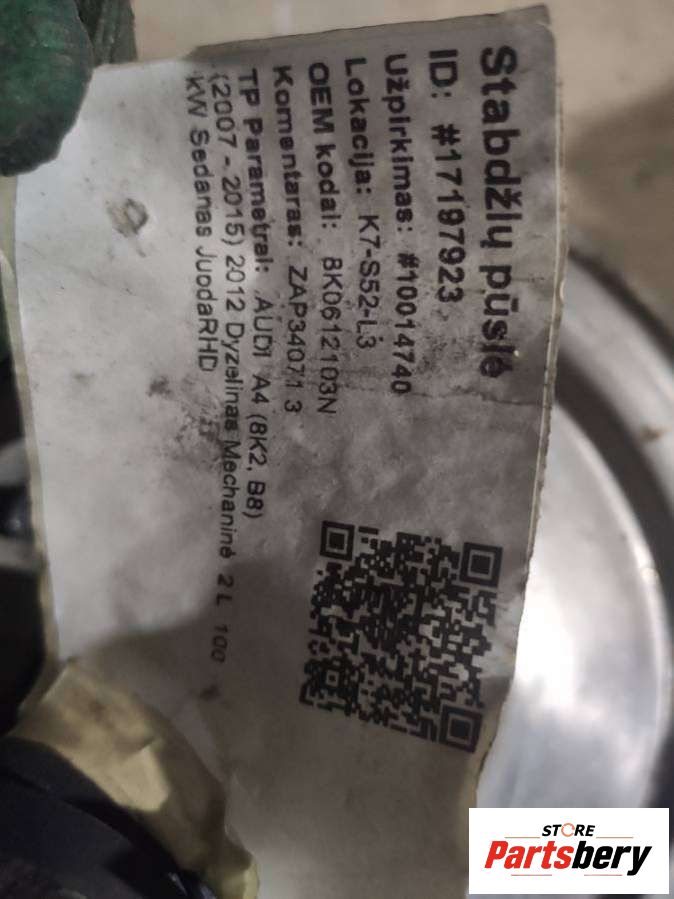 Stabdžių pūslė
ID: #17197923
Užpirkimas: #10014740
Lokacija: K7-S52-L3
OEM kodai: 8K0612103N
Komentaras: ZAP34071 3
TP Parametrai: AUDI A4 (8K2, B8)
(2007 - 2015) 2012 Dyzelinas Mechaninė 2 L 100
kW Sedanas JuodaRHD
STORE
Partsbery